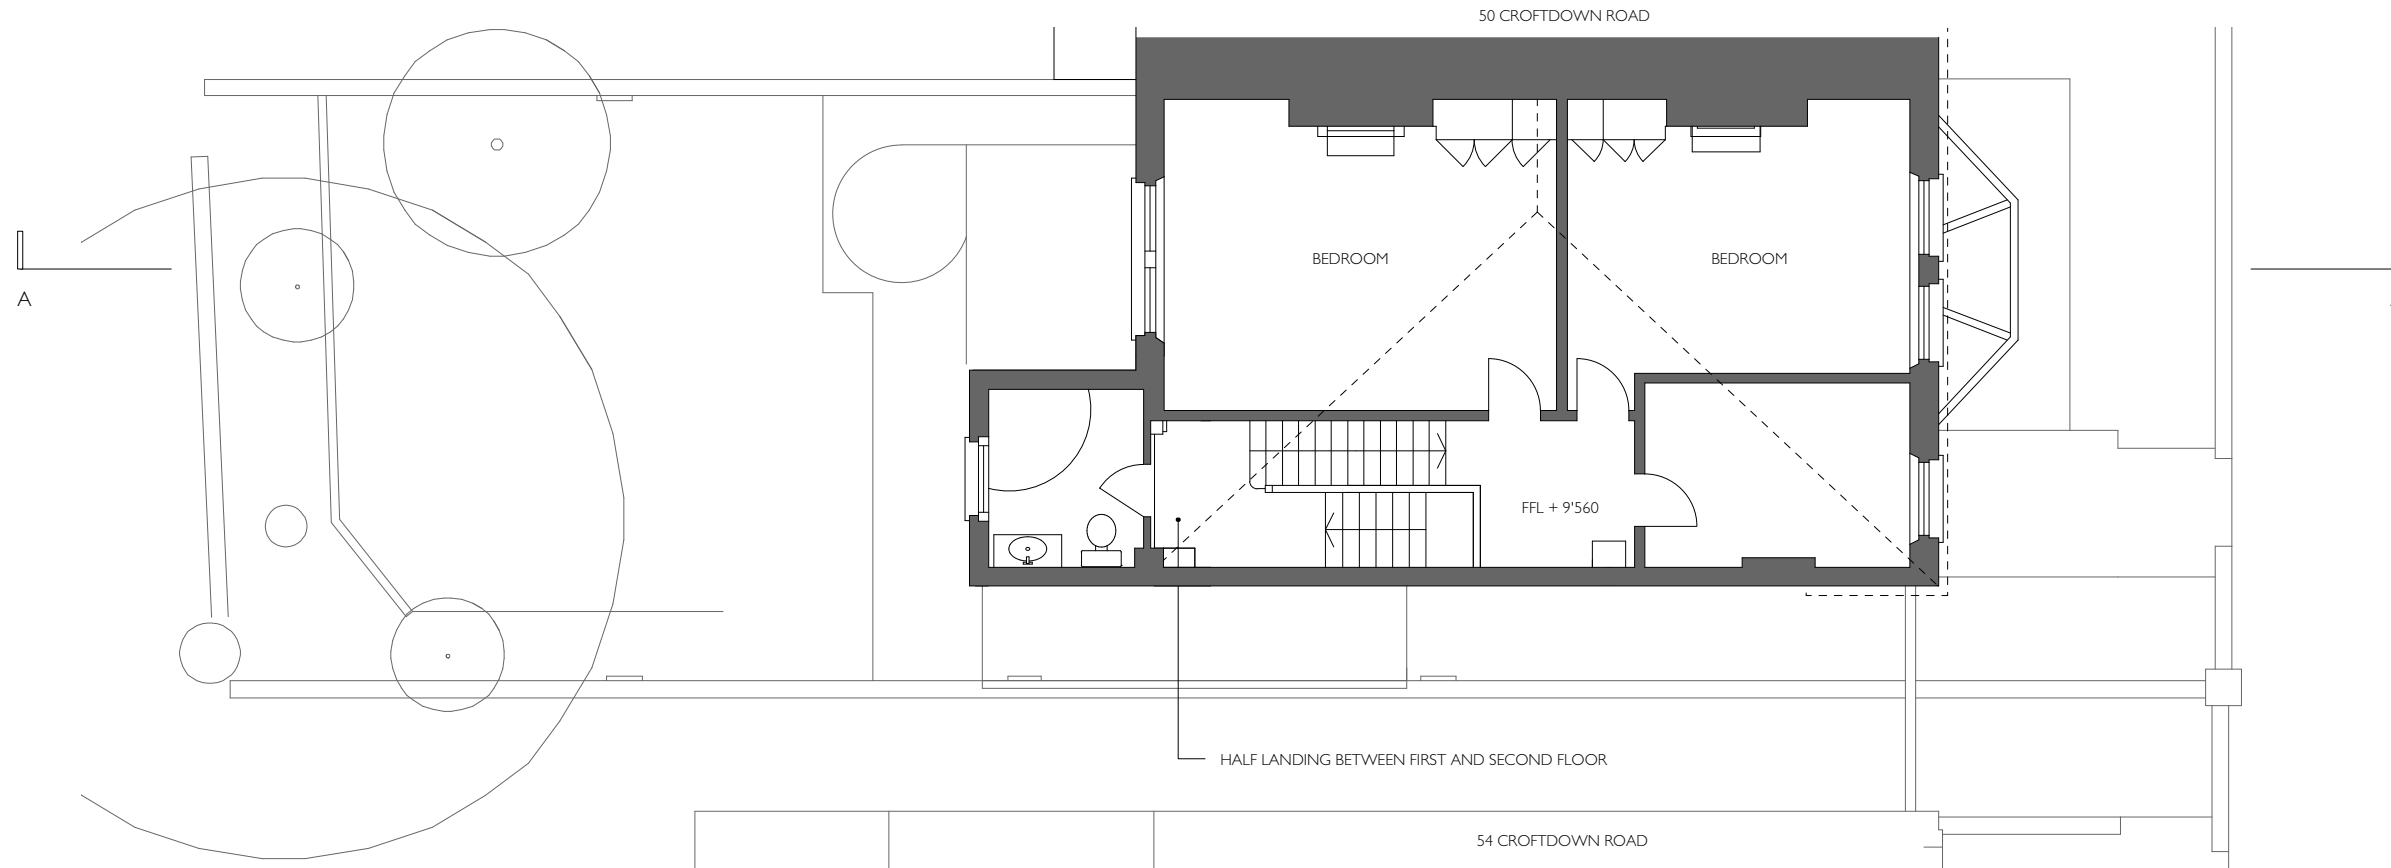 50 CROFTDOWN ROAD
BEDROOM
BEDROOM
A
FFL + 9'560
HALF LANDING BETWEEN FIRST AND SECOND FLOOR
54 CROFTDOWN ROAD